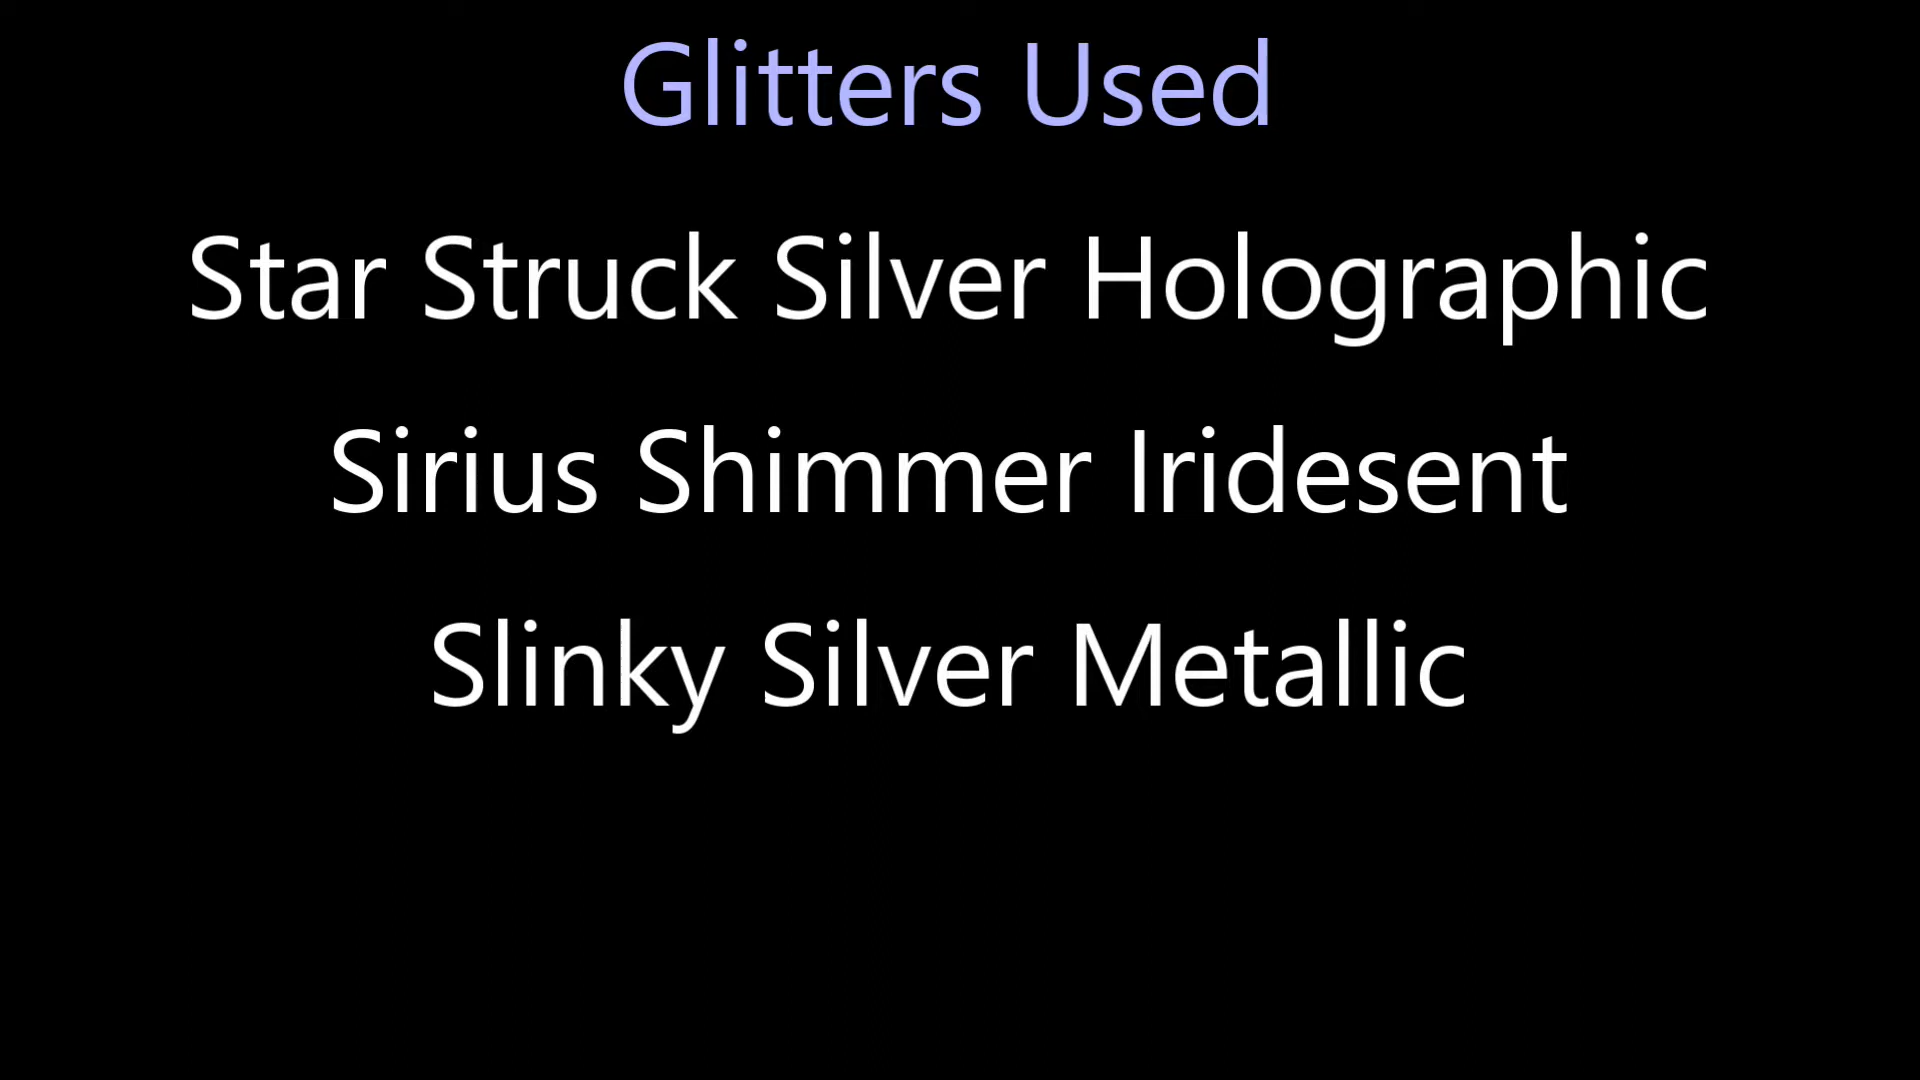 Glitters Used
Star Struck Silver Holographic
Sirius Shimmer Iridesent
Slinky Silver Metallic